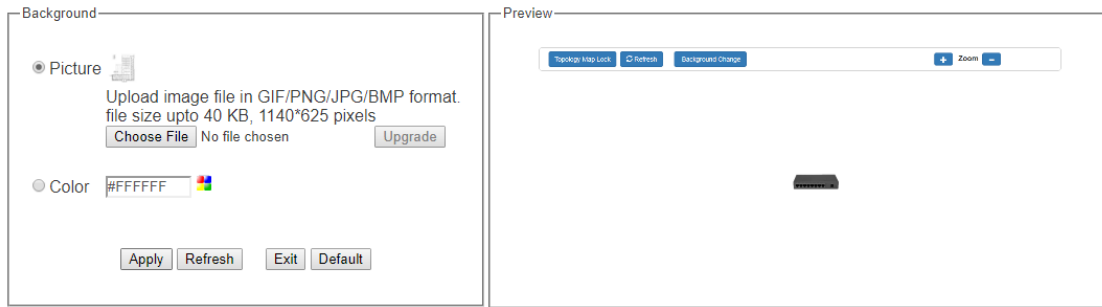 Background
Picture
Upload image file in GIF/PNG/JPG/BMP format.
file size upto 40 KB, 1140*625 pixels
Choose File No file chosen Upgrade
Color #FFFFFF
Apply Refresh Exit Default
Preview
Topology Map Lock Refresh Background Change + Zoom −